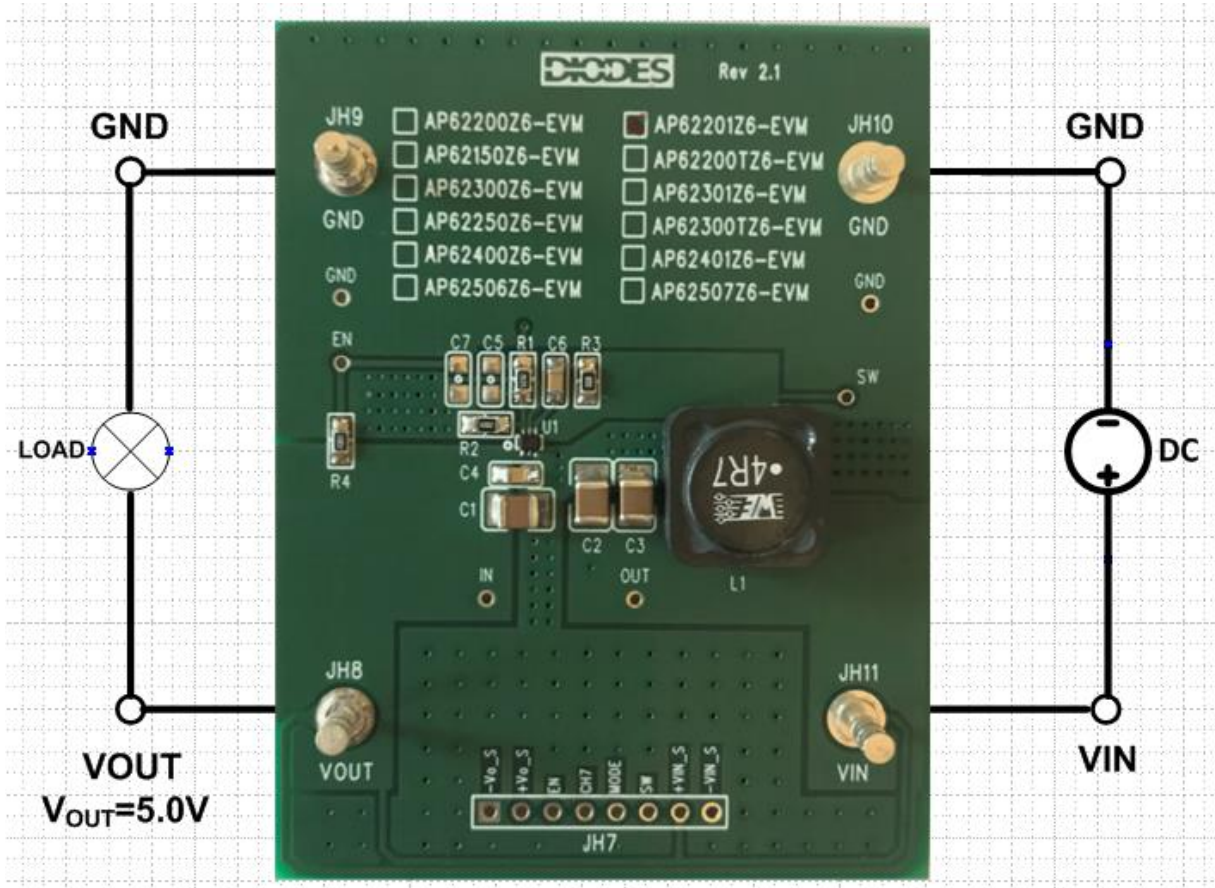 DIODES
Rev 2.1
GND
JH9
AP62200Z6-EVM
AP62201Z6-EVM
JH10
GND
AP62150Z6-EVM
AP62200TZ6-EVM
AP62300Z6-EVM
AP62301Z6-EVM
GND
AP62250Z6-EVM
AP62300TZ6-EVM
GND
AP62400Z6-EVM
AP62401Z6-EVM
GND
AP62506Z6-EVM
AP62507Z6-EVM
GND
EN
C7
C5
R1
C6
R3
SW
LOAD
R4
R2
U1
4R7
WE
DC
C4
C1
C2
C3
IN
OUT
L1
JH8
JH11
VOUT
VOUT=5.0V
VOUT
VIN
VIN
-Vo_S
+Vo_S
EN
CH7
MODE
SW
+VIN_S
-VIN_S
JH7